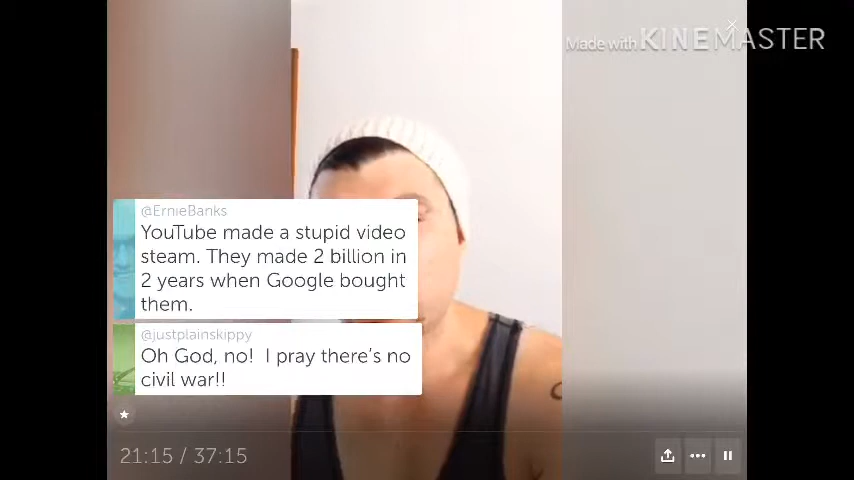 Made with KINEMASTER
@ErnieBanks
YouTube made a stupid video
steam. They made 2 billion in
2 years when Google bought
them.
@justplainskippy
Oh God, no! I pray there's no
civil war!!
21:15 / 37:15